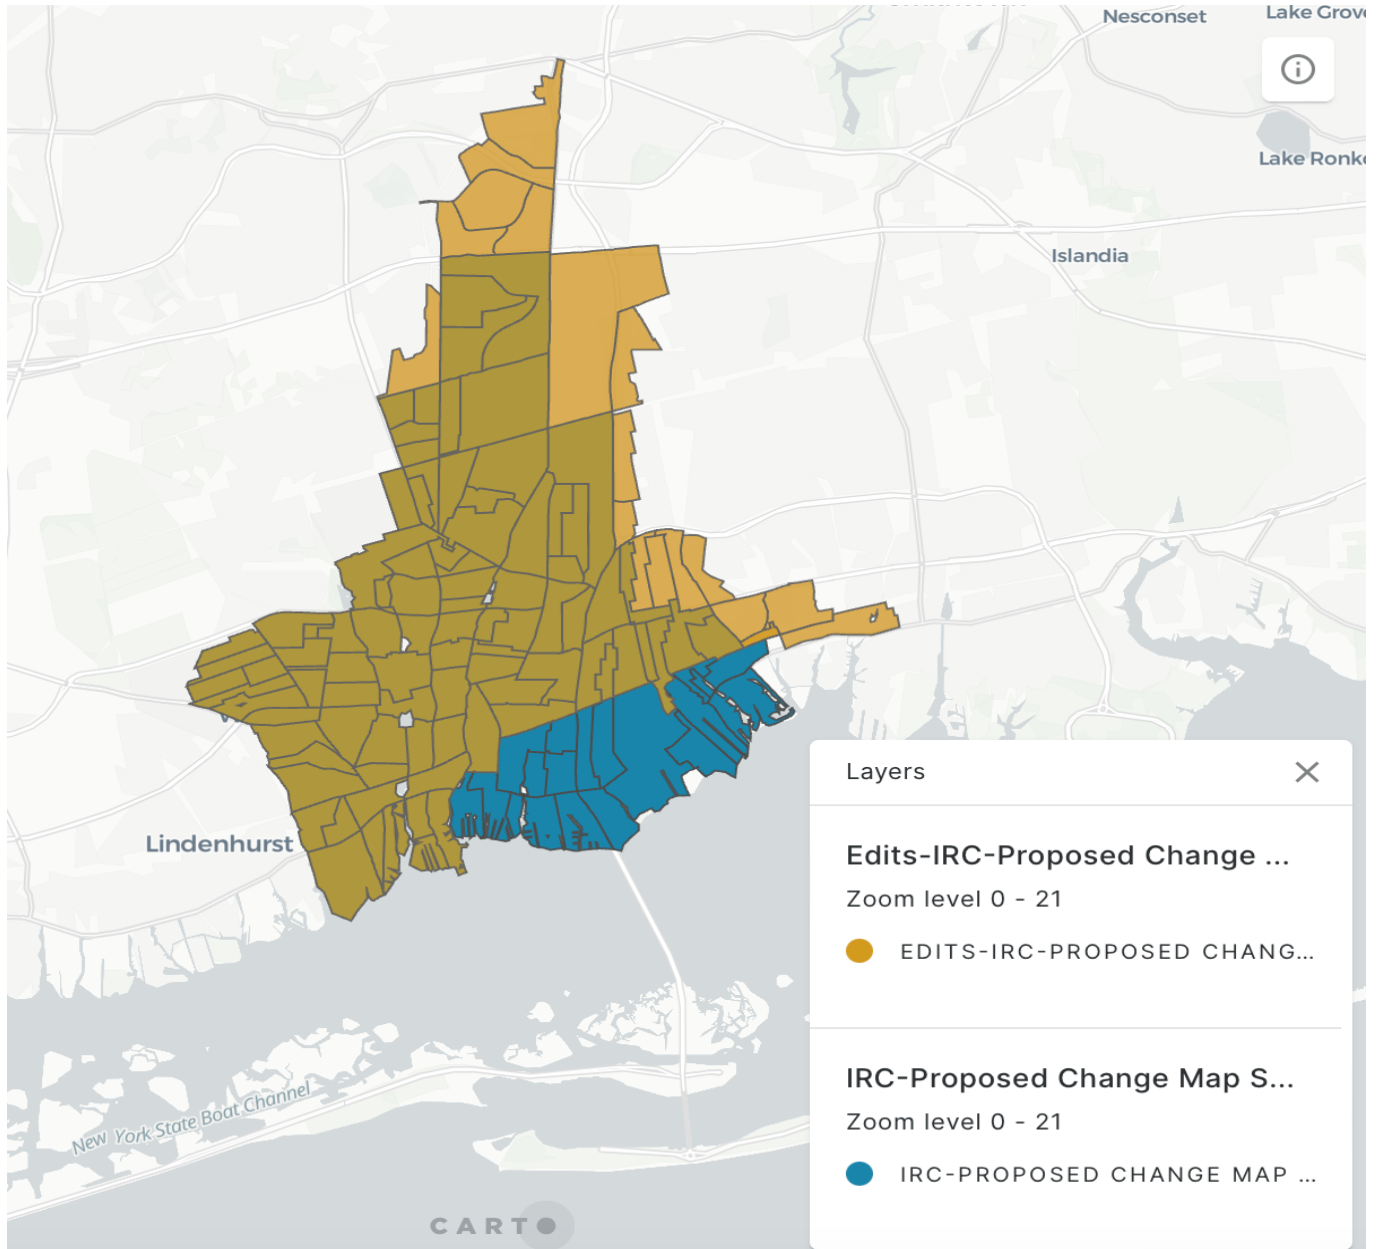 Nesconset
Lake Grove
Lake Ronk
Islandia
Lindenhurst
New York State Boat Channel
CARTO
Layers
Edits-IRC-Proposed Change ...
Zoom level 0 - 21
EDITS-IRC-PROPOSED CHANG...
IRC-Proposed Change Map S...
Zoom level 0 - 21
IRC-PROPOSED CHANGE MAP ...